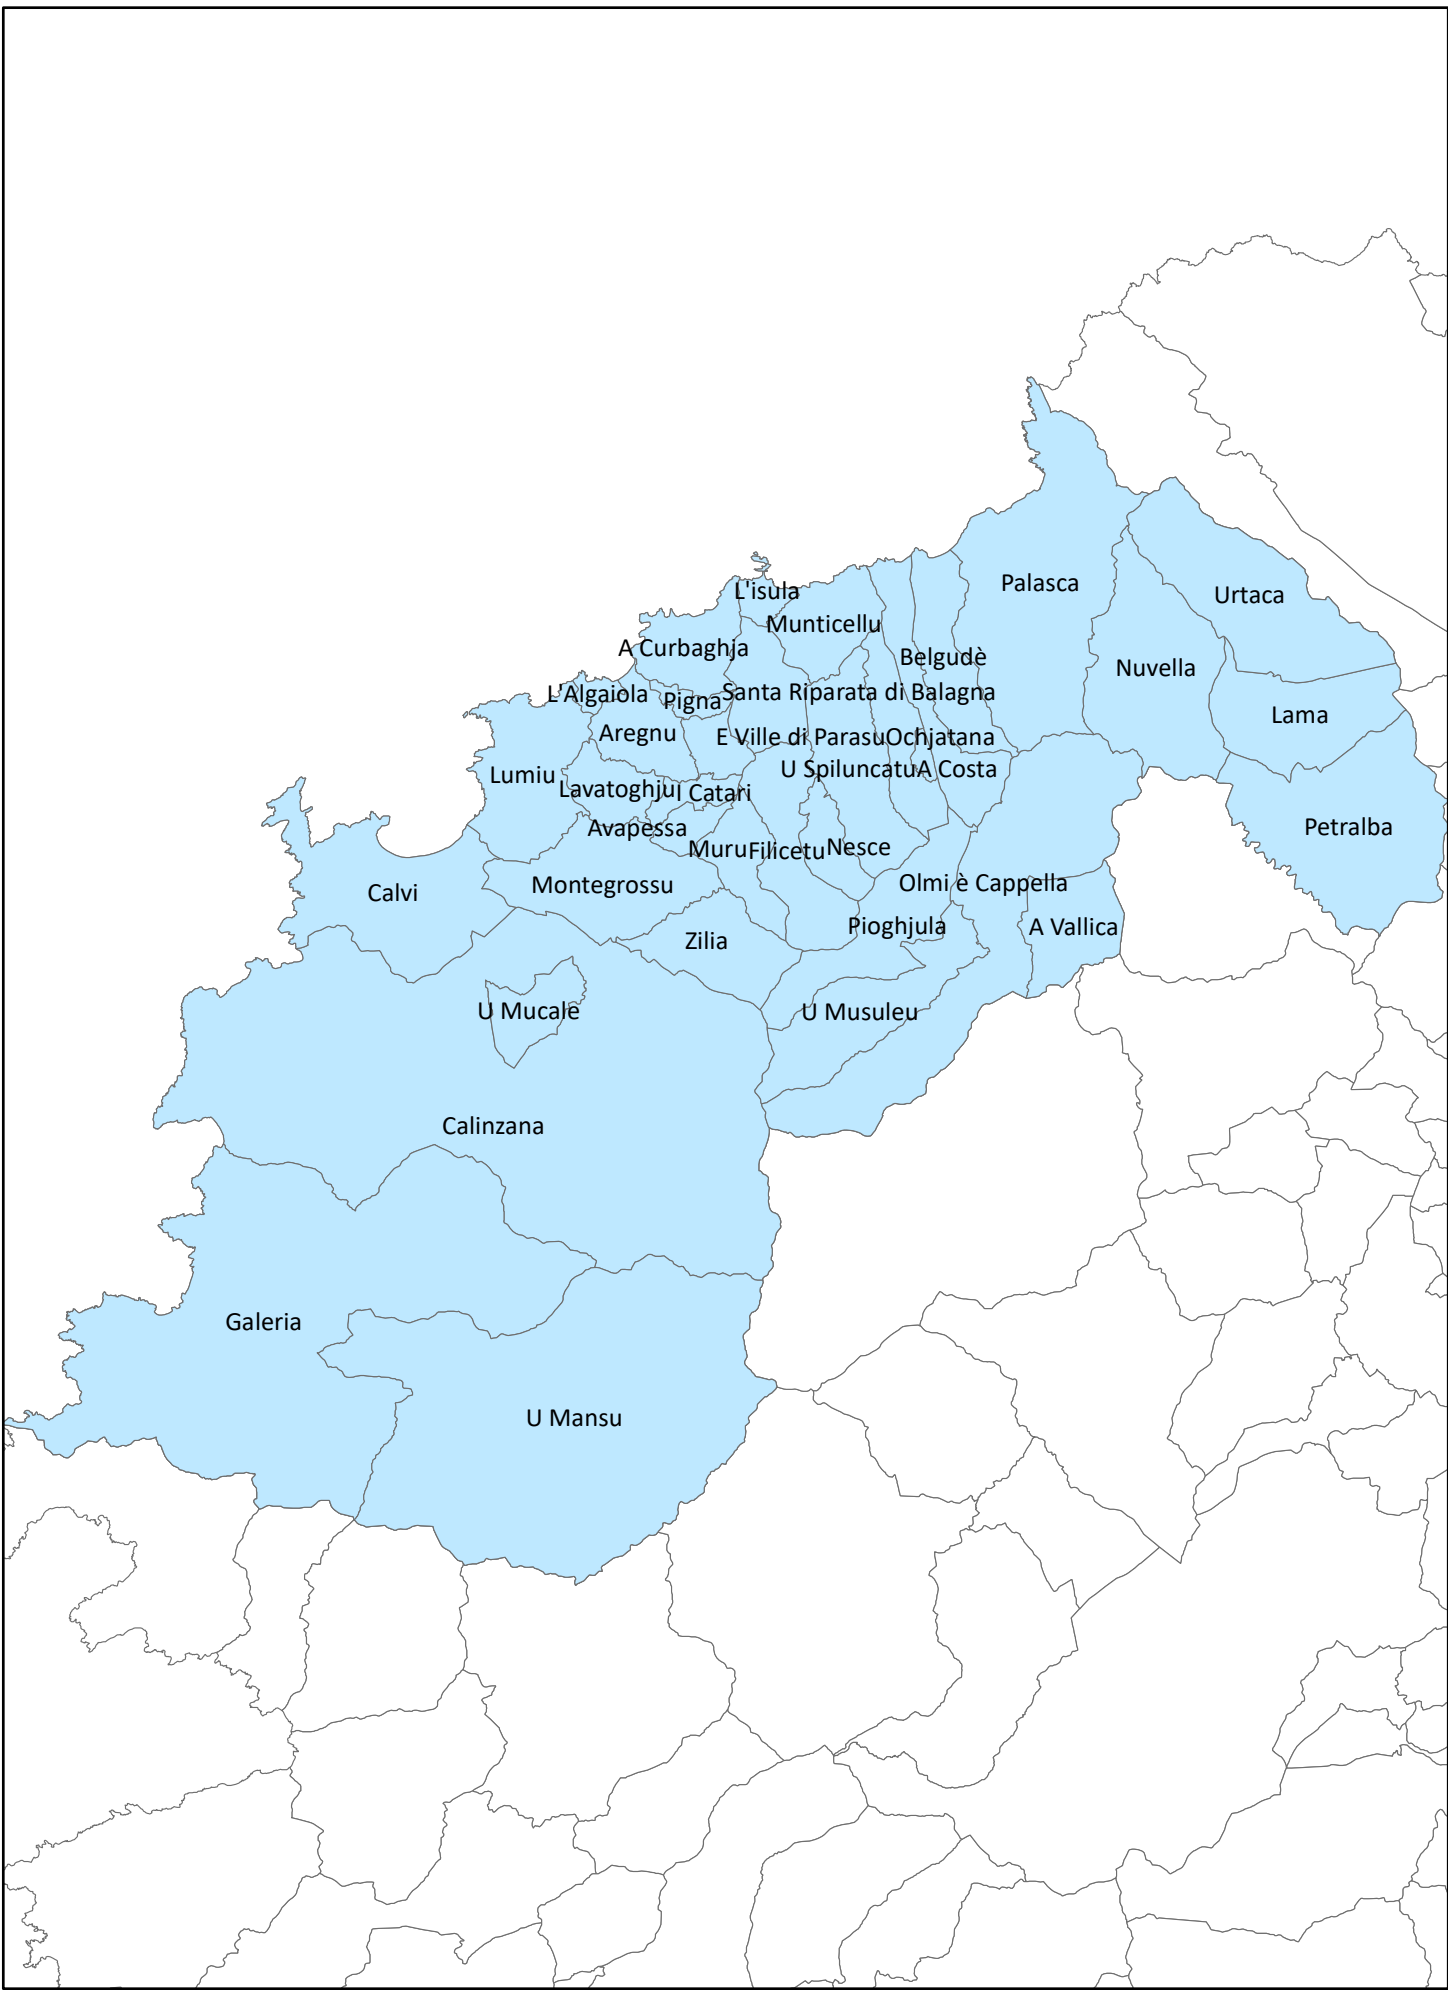 Palasca
L'isula
Urtaca
Munticellu
A Curbaghja
Belgudè
Nuvella
L'Algaiola
Pigna
Santa Riparata di Balagna
Lama
Aregnu
E Ville di Parasu
Ochjatana
Lumiu
U Spiluncatu
A Costa
Lavatoghju
I Catari
Avapessa
Petralba
Muru
Filicetu
Nesce
Calvi
Montegrossu
Olmi è Cappella
Zilia
Pioghjula
A Vallica
U Mucale
U Musuleu
Calinzana
Galeria
U Mansu